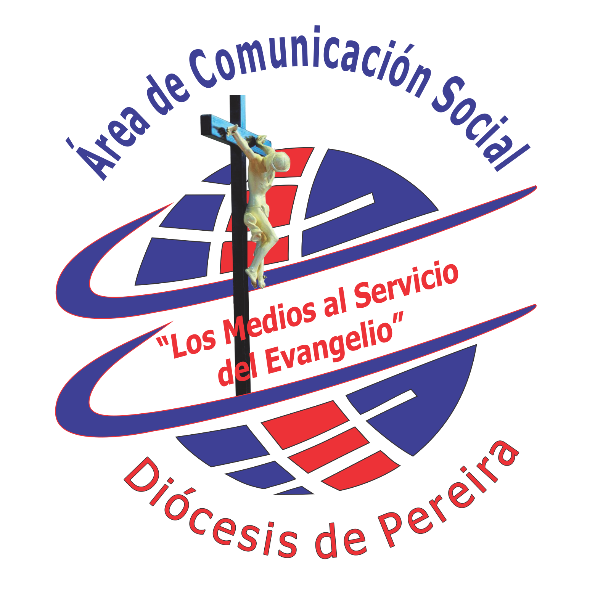 Área de Comunicación Social
“Los Medios al Servicio
del Evangelio”
Diócesis de Pereira